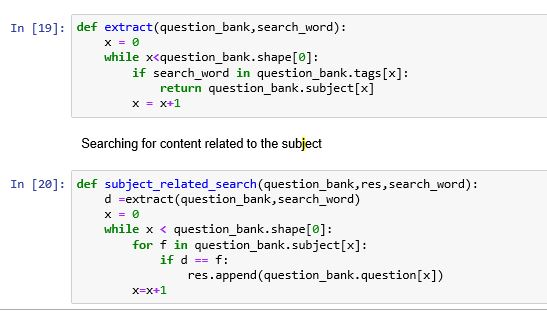 In [19]: def extract(question_bank,search_word):
    x = 0
    while x<question_bank.shape[0]:
        if search_word in question_bank.tags[x]:
            return question_bank.subject[x]
        x = x+1
Searching for content related to the subject
In [20]: def subject_related_search(question_bank,res,search_word):
    d =extract(question_bank,search_word)
    x = 0
    while x < question_bank.shape[0]:
        for f in question_bank.subject[x]:
            if d == f:
                res.append(question_bank.question[x])
        x=x+1